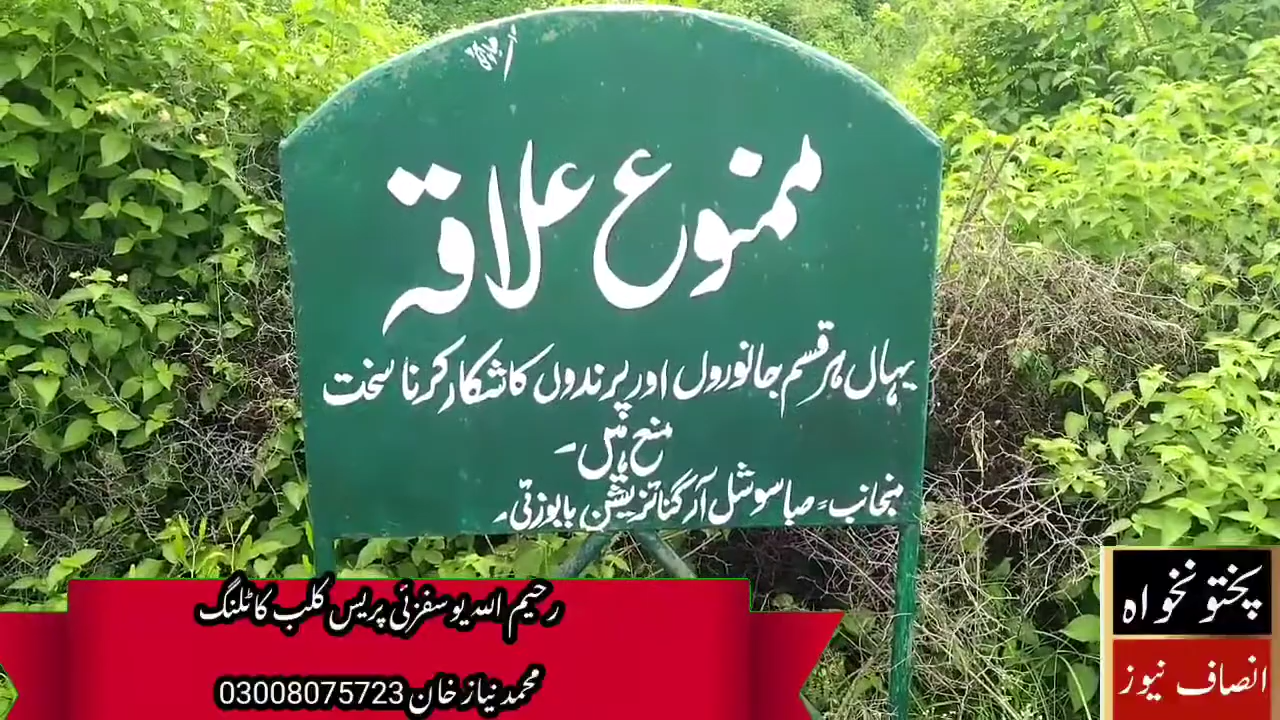 ممنوع علاقہ
یہاں ہر قسم جانوروں اور پرندوں کا شکار کرنا سخت
منع ہیں۔
منجانب۔ صبا سوشل آرگنائزیشن بابوزئی۔
رحیم اللہ یوسفزئی پریس کلب کاٹلنگ
محمد نیاز خان 03008075723
پختونخواہ
انصاف نیوز